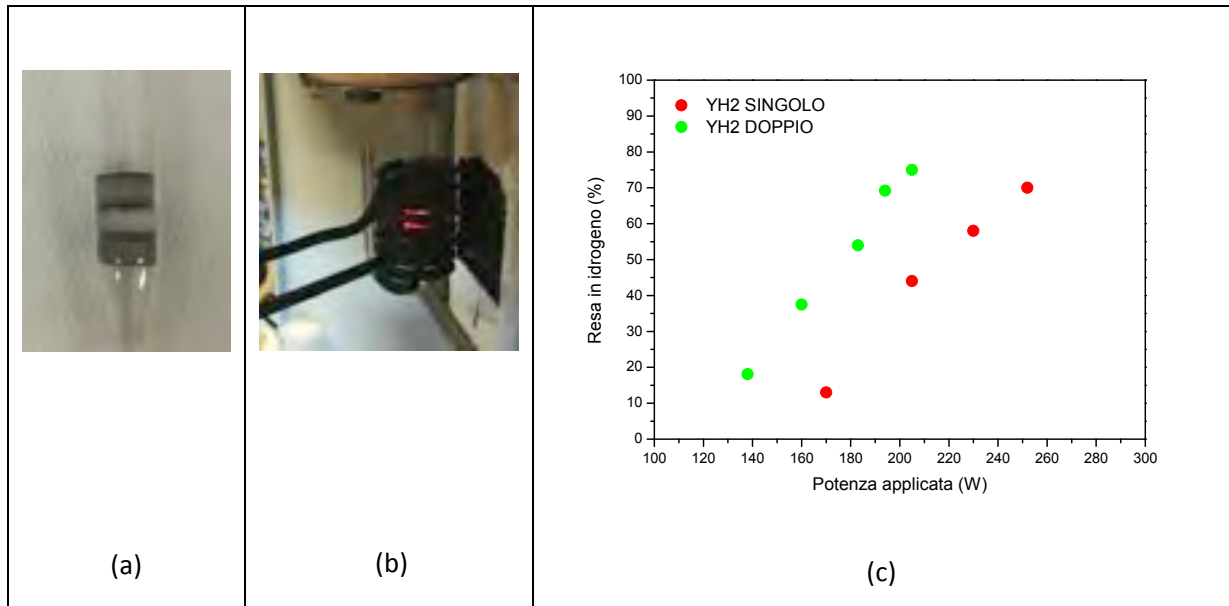 100
90
80
70
60
50
40
30
20
10
0
Resa in idrogeno (%)
YH2 SINGOLO
YH2 DOPPIO
100 120 140 160 180 200 220 240 260 280 300
Potenza applicata (W)
(a)
(b)
(c)